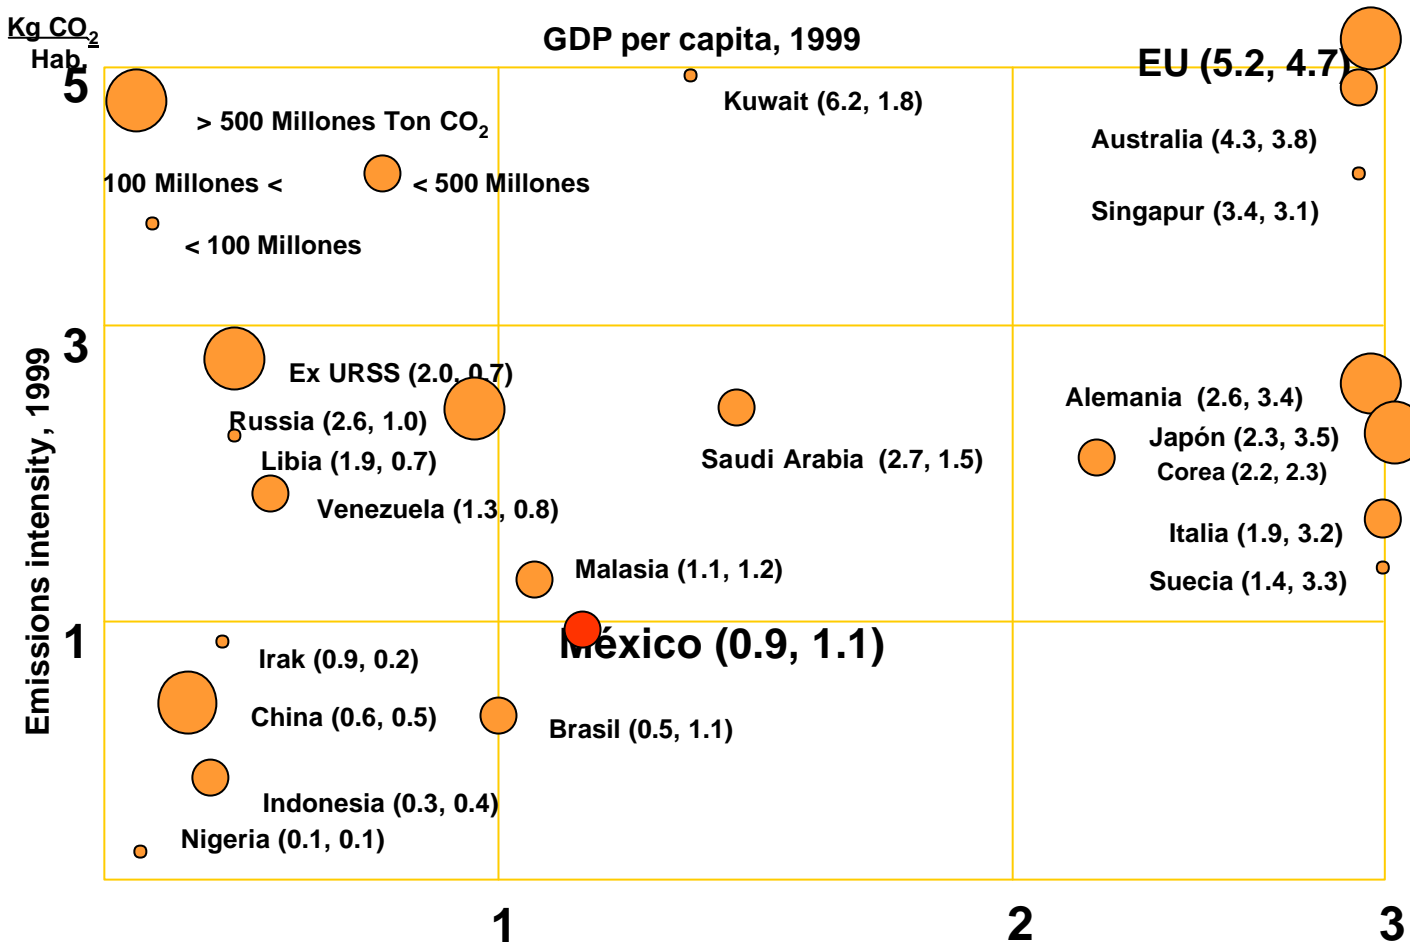 Kg CO2
Hab.
GDP per capita, 1999
EU (5.2, 4.7)
5
Kuwait (6.2, 1.8)
> 500 Millones Ton CO2
Australia (4.3, 3.8)
100 Millones < < 500 Millones
Singapur (3.4, 3.1)
< 100 Millones
3
Emissions intensity, 1999
Ex URSS (2.0, 0.7)
Alemania (2.6, 3.4)
Russia (2.6, 1.0)
Japón (2.3, 3.5)
Libia (1.9, 0.7)
Saudi Arabia (2.7, 1.5)
Corea (2.2, 2.3)
Venezuela (1.3, 0.8)
Italia (1.9, 3.2)
Malasia (1.1, 1.2)
Suecia (1.4, 3.3)
1
México (0.9, 1.1)
Irak (0.9, 0.2)
China (0.6, 0.5)
Brasil (0.5, 1.1)
Indonesia (0.3, 0.4)
Nigeria (0.1, 0.1)
1 2 3